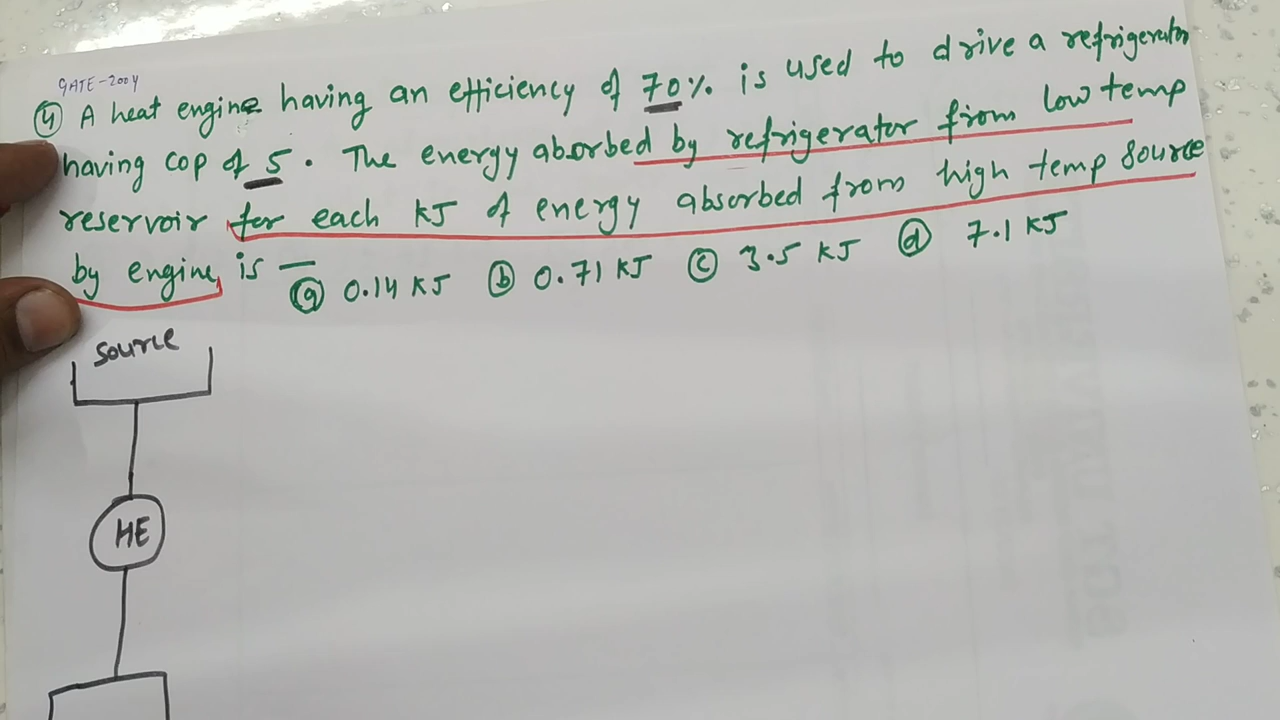 GATE-2004
④ A heat engine having an efficiency of 70% is used to drive a refrigerator
having cop of 5. The energy aborbed by refrigerator from low temp
reservoir for each kJ of energy absorbed from high temp source
by engine is —
ⓐ 0.14 kJ ⓑ 0.71 kJ ⓒ 3.5 kJ ⓓ 7.1 kJ
source
HE